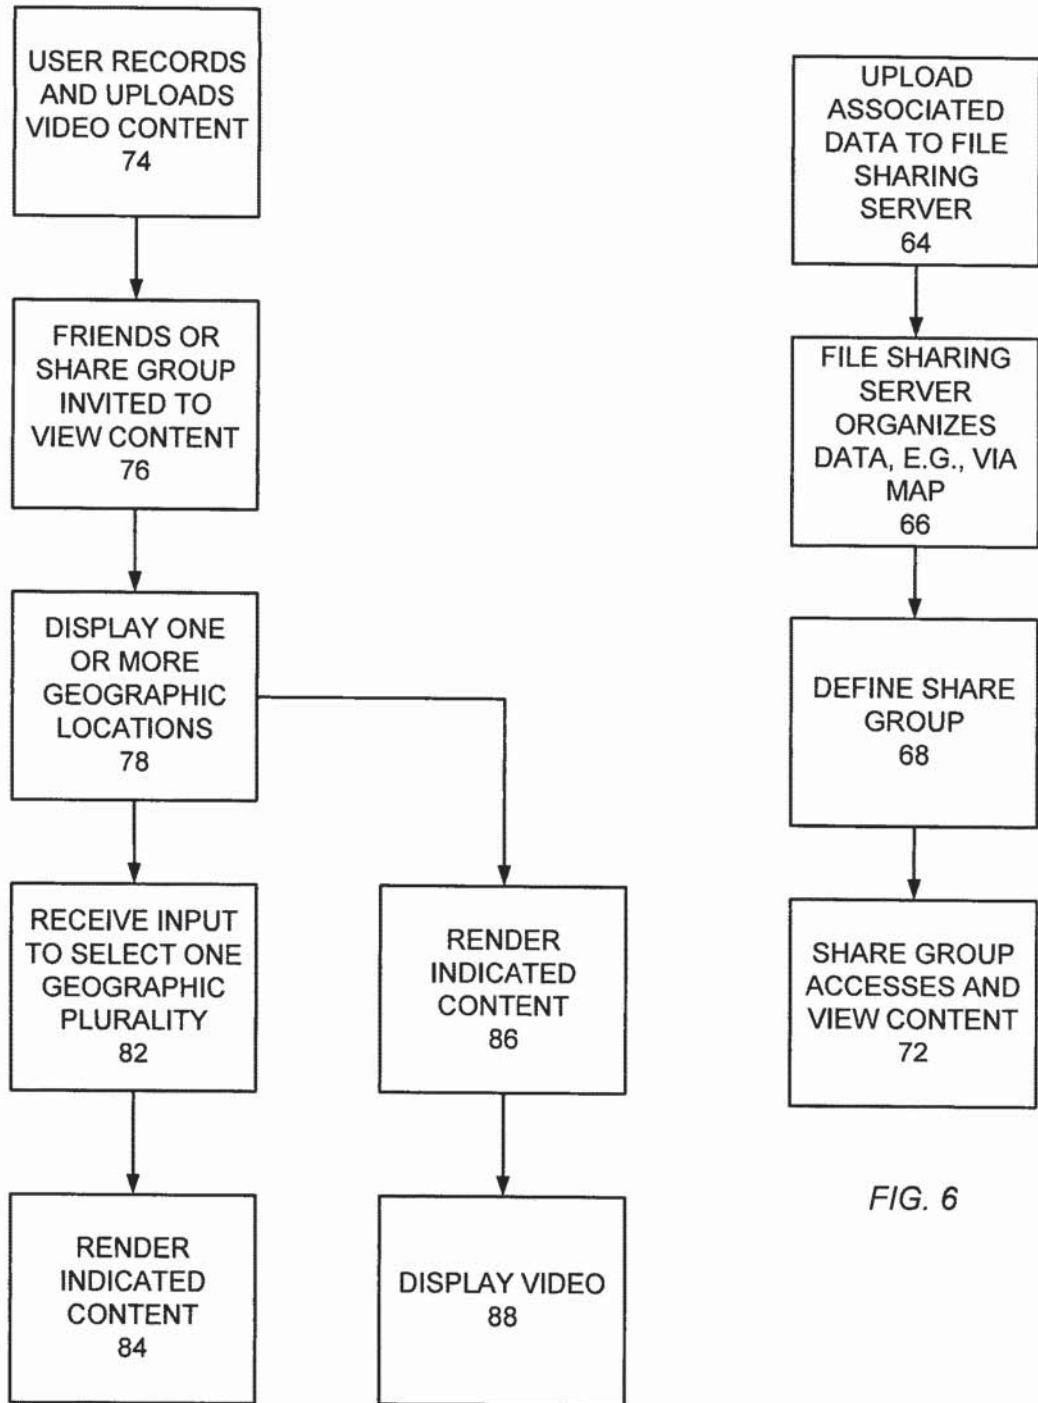 USER RECORDS
AND UPLOADS
VIDEO CONTENT
74
FRIENDS OR
SHARE GROUP
INVITED TO
VIEW CONTENT
76
DISPLAY ONE
OR MORE
GEOGRAPHIC
LOCATIONS
78
RECEIVE INPUT
TO SELECT ONE
GEOGRAPHIC
PLURALITY
82
RENDER
INDICATED
CONTENT
84
RENDER
INDICATED
CONTENT
86
DISPLAY VIDEO
88
UPLOAD
ASSOCIATED
DATA TO FILE
SHARING
SERVER
64
FILE SHARING
SERVER
ORGANIZES
DATA, E.G., VIA
MAP
66
DEFINE SHARE
GROUP
68
SHARE GROUP
ACCESSES AND
VIEW CONTENT
72
FIG. 6